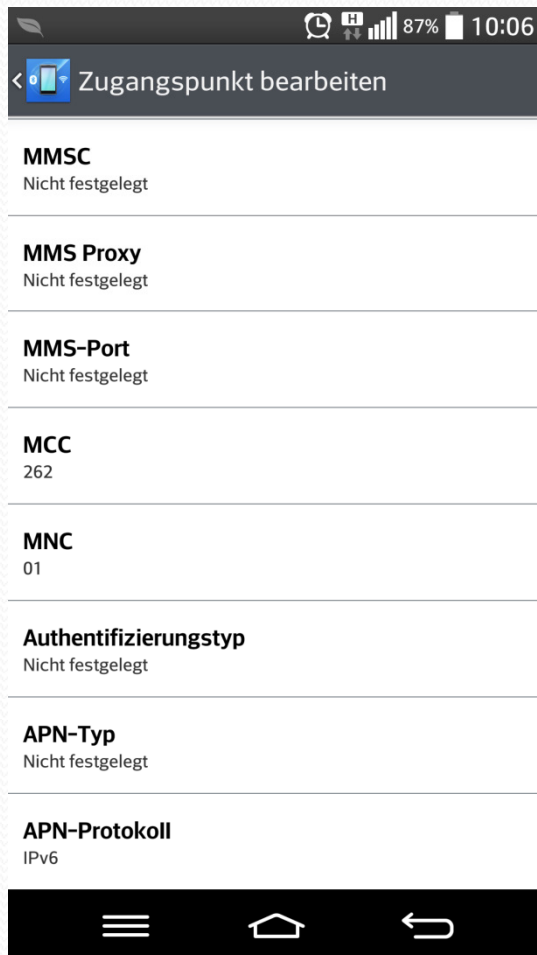 H 87% 10:06
Zugangspunkt bearbeiten
MMSC
Nicht festgelegt
MMS Proxy
Nicht festgelegt
MMS-Port
Nicht festgelegt
MCC
262
MNC
01
Authentifizierungstyp
Nicht festgelegt
APN-Typ
Nicht festgelegt
APN-Protokoll
IPv6